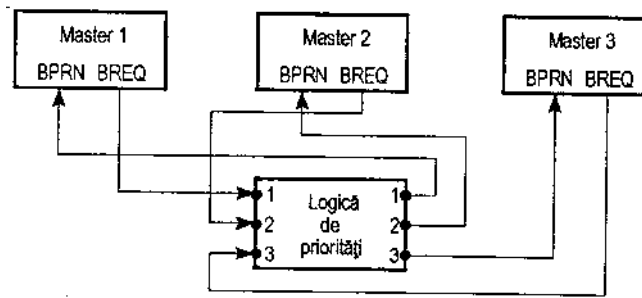 Master 1
BPRN BREQ
Master 2
BPRN BREQ
Master 3
BPRN BREQ
1 Logică 1
2 de 2
3 priorităţi 3